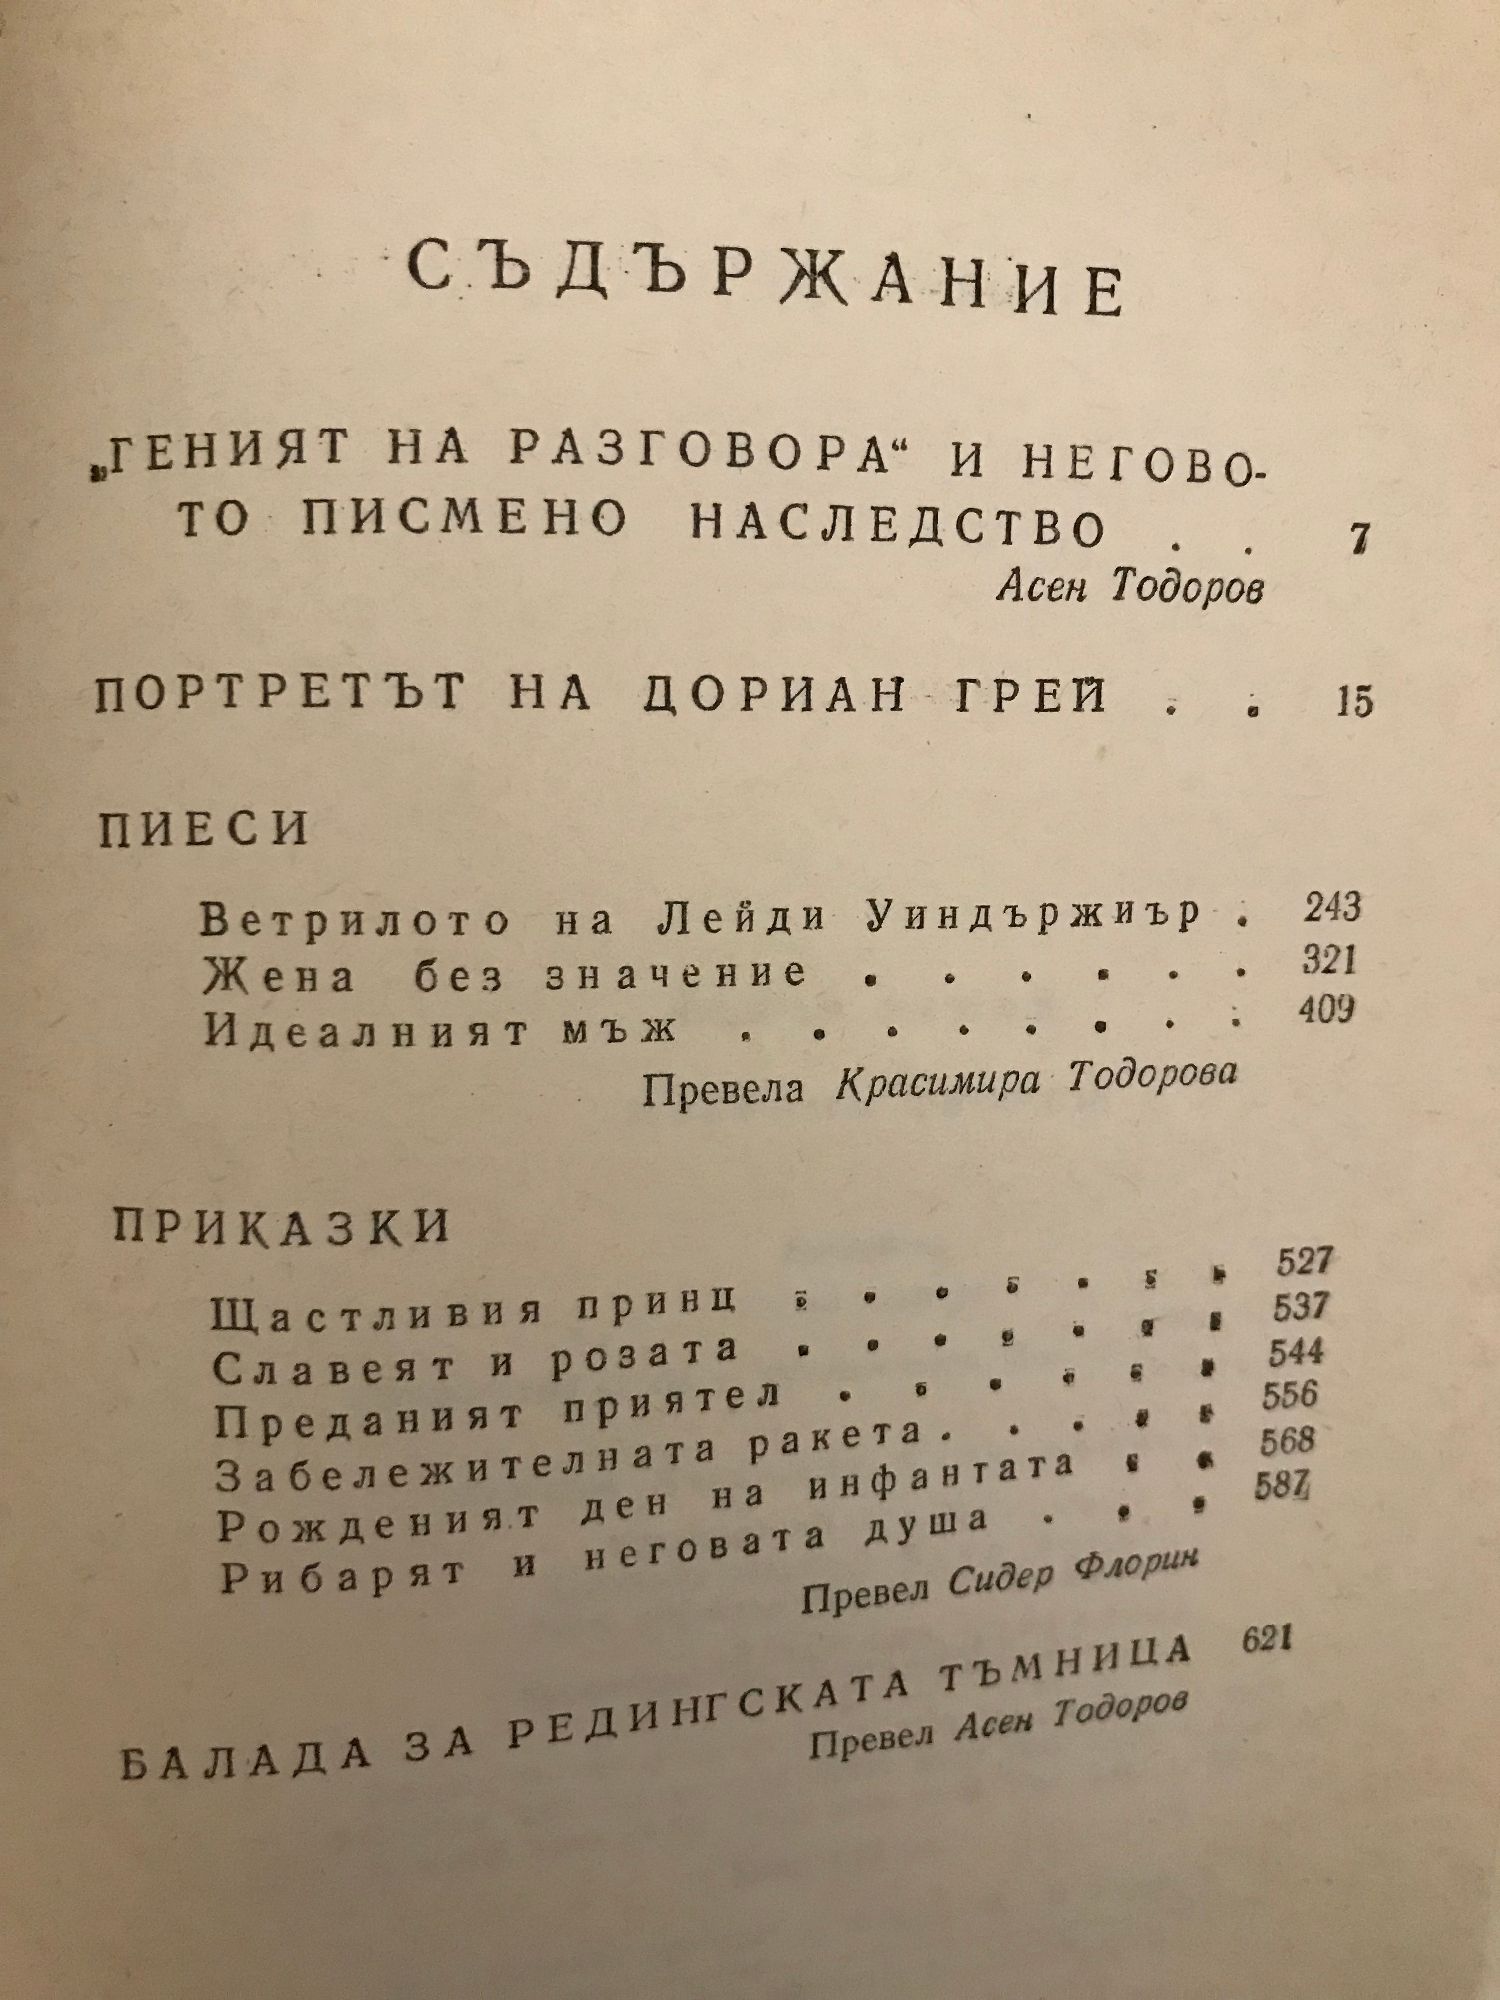 СЪДЪРЖАНИЕ
„ГЕНИЯТ НА РАЗГОВОРА“ И НЕГОВО-
ТО ПИСМЕНО НАСЛЕДСТВО . . 7
Асен Тодоров
ПОРТРЕТЪТ НА ДОРИАН ГРЕЙ . . 15
ПИЕСИ
Ветрилото на Лейди Уиндържиър . 243
Жена без значение . . . . . . 321
Идеалният мъж . . . . . . . . 409
Превела Красимира Тодорова
ПРИКАЗКИ
Щастливия принц . . . . . . . 527
Славеят и розата . . . . . . . 537
Преданият приятел . . . . . . 544
Забележителната ракета . . . . . 556
Рожденият ден на инфантата . . 568
Рибарят и неговата душа . . . 587
Превел Сидер Флорин
БАЛАДА ЗА РЕДИНГСКАТА ТЪМНИЦА 621
Превел Асен Тодоров